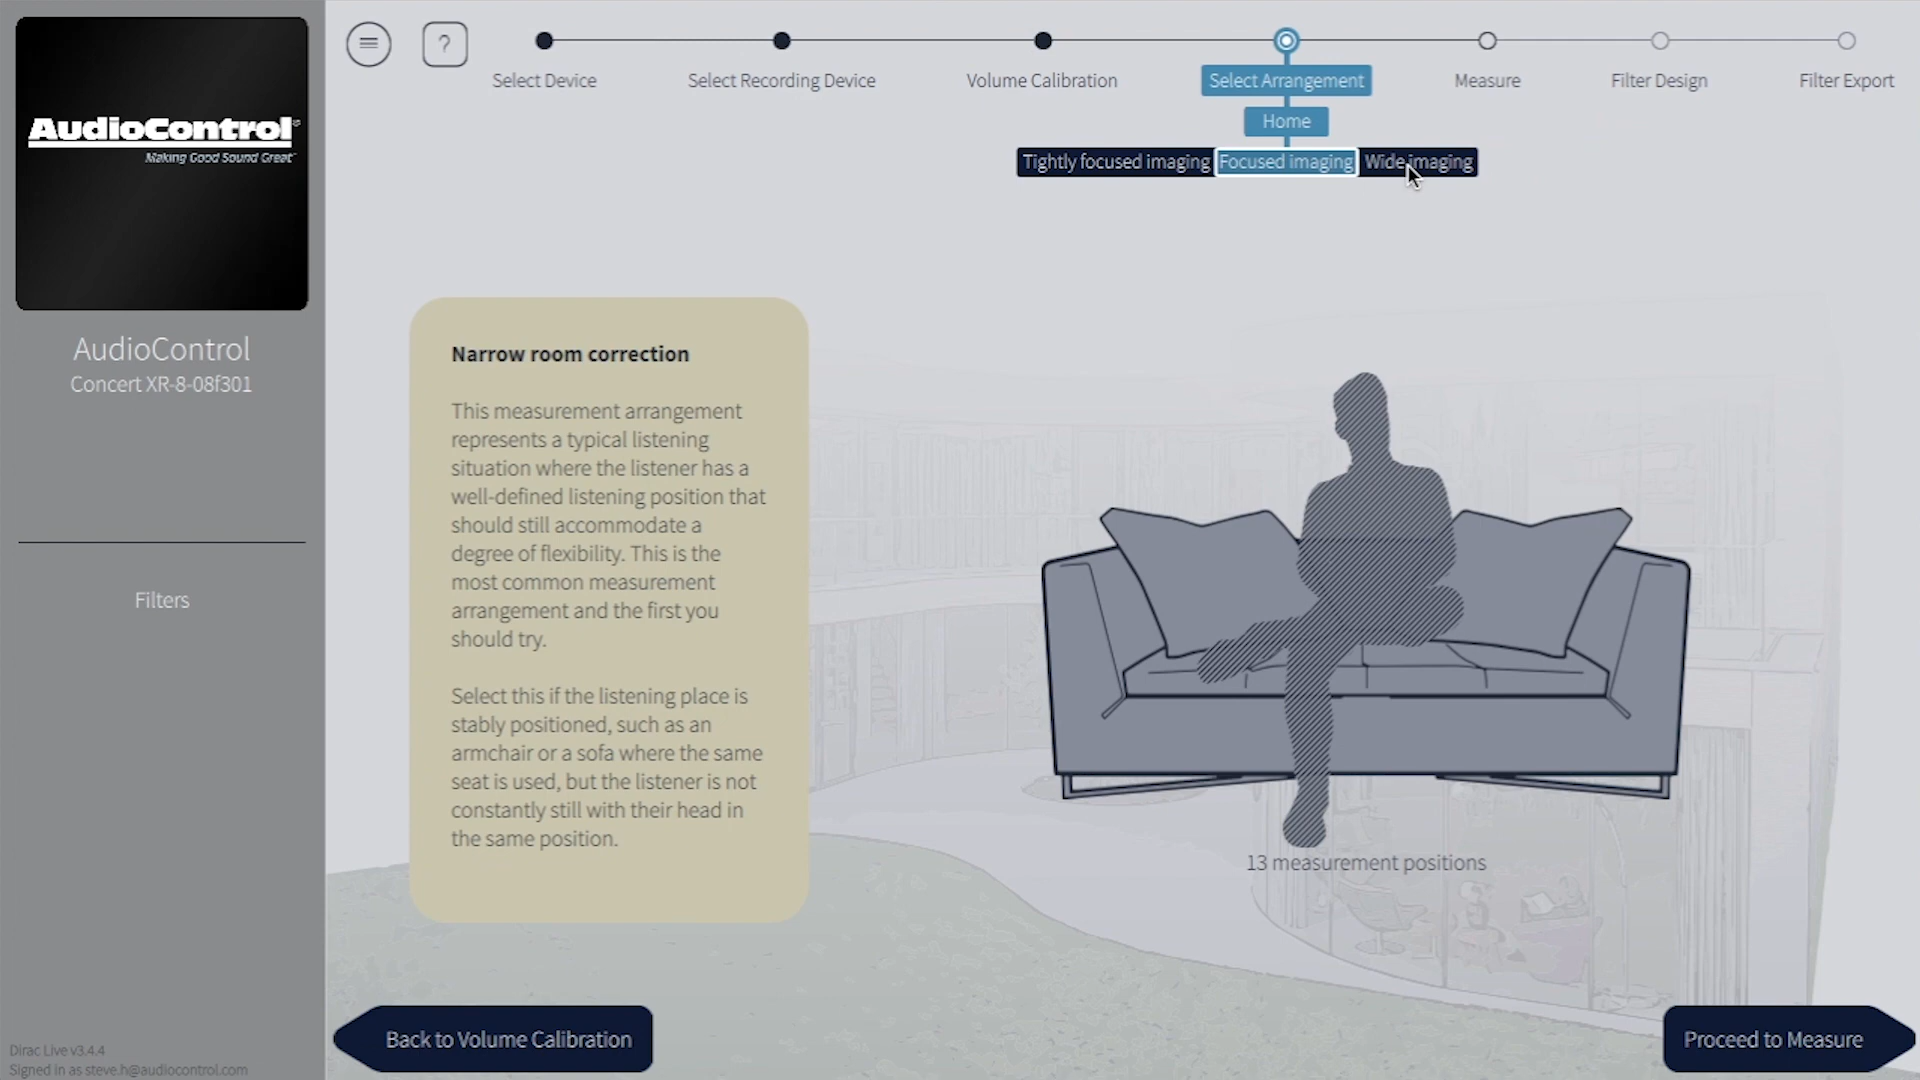 AudioControl®
Making Good Sound Great™
AudioControl
Concert XR-8-08f301
Filters
Dirac Live v3.4.4
Signed in as steve.h@audiocontrol.com
?
Select Device
Select Recording Device
Volume Calibration
Select Arrangement
Measure
Filter Design
Filter Export
Home
Tightly focused imaging
Focused imaging
Wide imaging
Narrow room correction
This measurement arrangement
represents a typical listening
situation where the listener has a
well-defined listening position that
should still accommodate a
degree of flexibility. This is the
most common measurement
arrangement and the first you
should try.
Select this if the listening place is
stably positioned, such as an
armchair or a sofa where the same
seat is used, but the listener is not
constantly still with their head in
the same position.
13 measurement positions
Back to Volume Calibration
Proceed to Measure